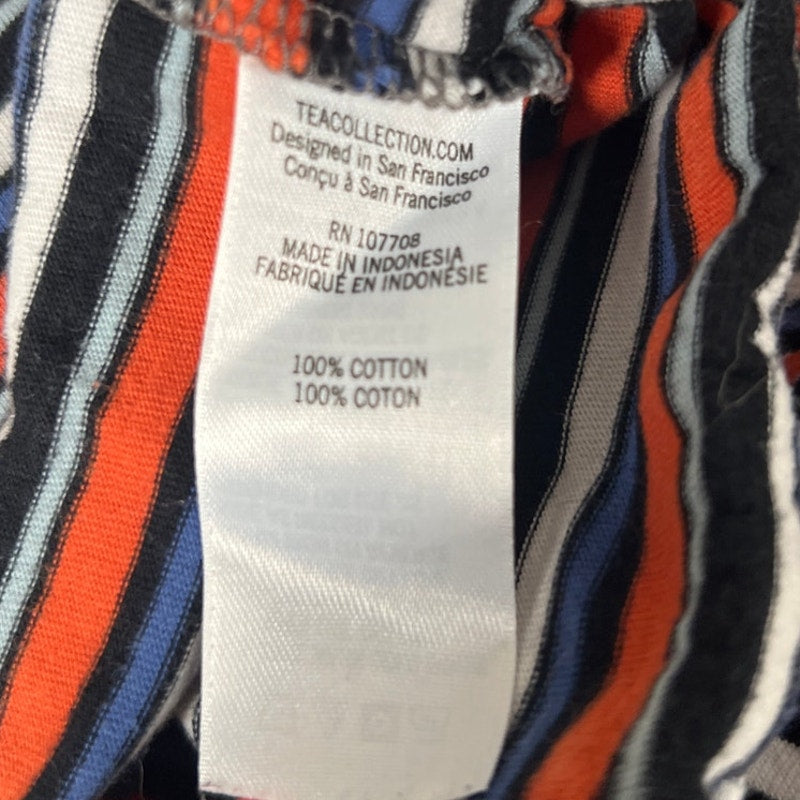 TEACOLLECTION.COM
Designed in San Francisco
Conçu à San Francisco
RN 107708
MADE IN INDONESIA
FABRIQUÉ EN INDONÉSIE
100% COTTON
100% COTON